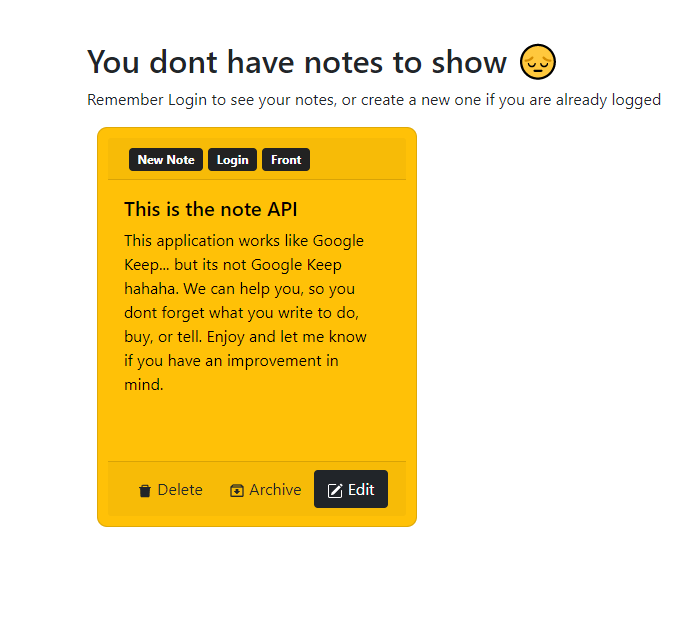 You dont have notes to show 😔
Remember Login to see your notes, or create a new one if you are already logged
New Note Login Front
This is the note API
This application works like Google
Keep... but its not Google Keep
hahaha. We can help you, so you
dont forget what you write to do,
buy, or tell. Enjoy and let me know
if you have an improvement in
mind.
Delete Archive Edit